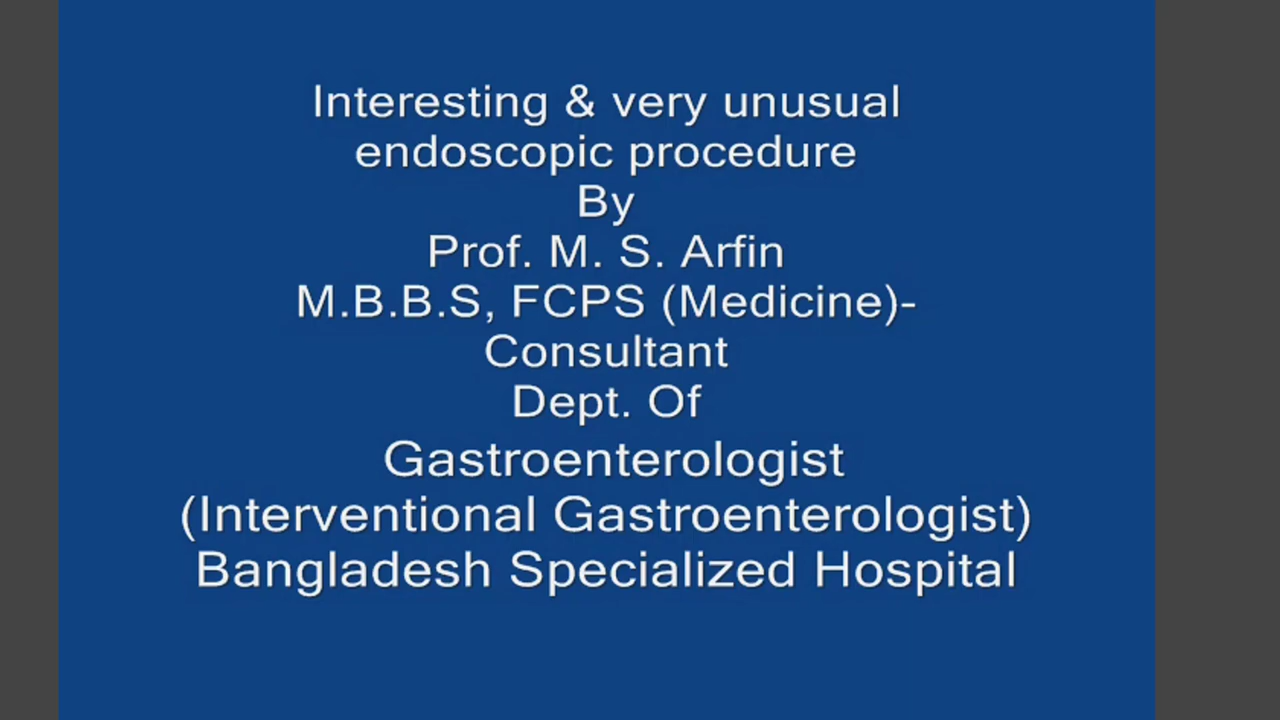 Interesting & very unusual
endoscopic procedure
By
Prof. M. S. Arfin
M.B.B.S, FCPS (Medicine)-
Consultant
Dept. Of
Gastroenterologist
(Interventional Gastroenterologist)
Bangladesh Specialized Hospital